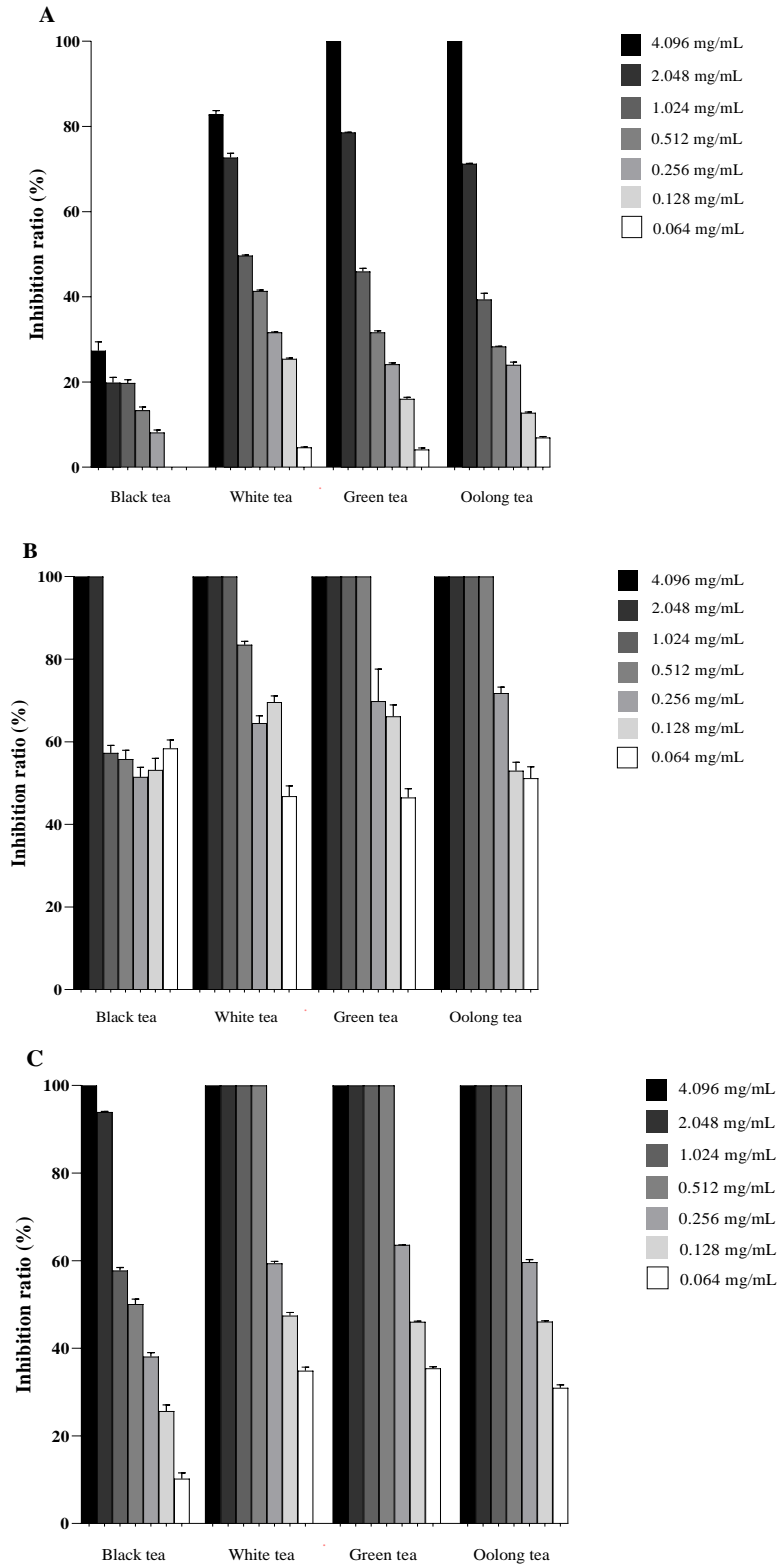 A
Inhibition ratio (%)
100
80
60
40
20
0
Black tea
White tea
Green tea
Oolong tea
4.096 mg/mL
2.048 mg/mL
1.024 mg/mL
0.512 mg/mL
0.256 mg/mL
0.128 mg/mL
0.064 mg/mL
B
Inhibition ratio (%)
100
80
60
40
20
0
Black tea
White tea
Green tea
Oolong tea
4.096 mg/mL
2.048 mg/mL
1.024 mg/mL
0.512 mg/mL
0.256 mg/mL
0.128 mg/mL
0.064 mg/mL
C
Inhibition ratio (%)
100
80
60
40
20
0
Black tea
White tea
Green tea
Oolong tea
4.096 mg/mL
2.048 mg/mL
1.024 mg/mL
0.512 mg/mL
0.256 mg/mL
0.128 mg/mL
0.064 mg/mL